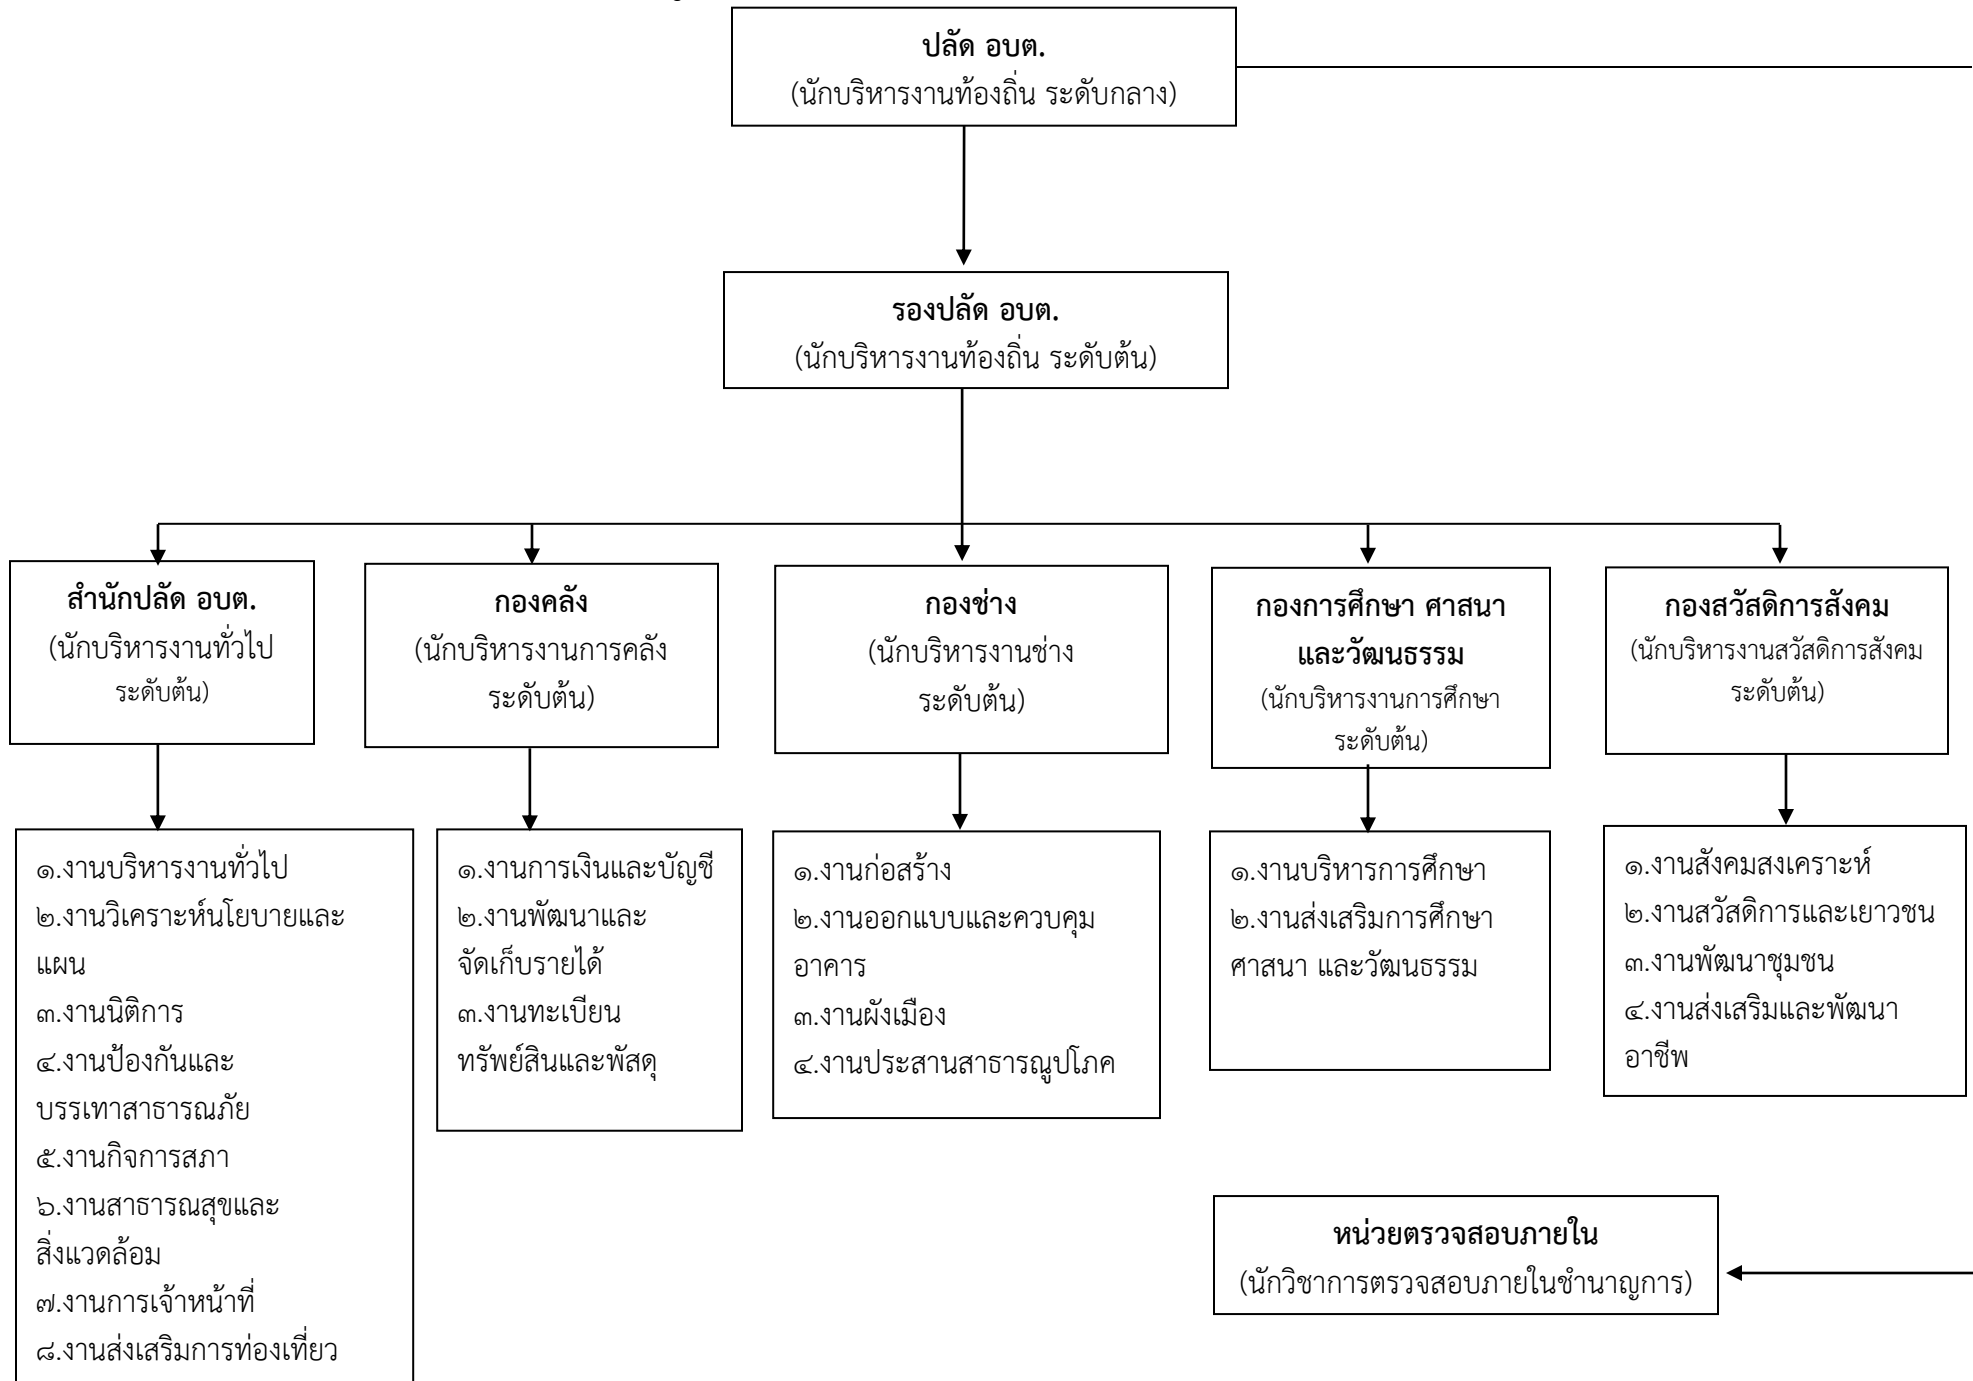 ปลัด อบต.
(นักบริหารงานท้องถิ่น ระดับกลาง)
รองปลัด อบต.
(นักบริหารงานท้องถิ่น ระดับต้น)
สำนักปลัด อบต.
(นักบริหารงานทั่วไป
ระดับต้น)
กองคลัง
(นักบริหารงานการคลัง
ระดับต้น)
กองช่าง
(นักบริหารงานช่าง
ระดับต้น)
กองการศึกษา ศาสนา
และวัฒนธรรม
(นักบริหารงานการศึกษา
ระดับต้น)
กองสวัสดิการสังคม
(นักบริหารงานสวัสดิการสังคม
ระดับต้น)
๑.งานบริหารงานทั่วไป
๒.งานวิเคราะห์นโยบายและ
แผน
๓.งานนิติการ
๔.งานป้องกันและ
บรรเทาสาธารณภัย
๕.งานกิจการสภา
๖.งานสาธารณสุขและ
สิ่งแวดล้อม
๗.งานการเจ้าหน้าที่
๘.งานส่งเสริมการท่องเที่ยว
๑.งานการเงินและบัญชี
๒.งานพัฒนาและ
จัดเก็บรายได้
๓.งานทะเบียน
ทรัพย์สินและพัสดุ
๑.งานก่อสร้าง
๒.งานออกแบบและควบคุม
อาคาร
๓.งานผังเมือง
๔.งานประสานสาธารณูปโภค
๑.งานบริหารการศึกษา
๒.งานส่งเสริมการศึกษา
ศาสนา และวัฒนธรรม
๑.งานสังคมสงเคราะห์
๒.งานสวัสดิการและเยาวชน
๓.งานพัฒนาชุมชน
๔.งานส่งเสริมและพัฒนา
อาชีพ
หน่วยตรวจสอบภายใน
(นักวิชาการตรวจสอบภายในชำนาญการ)